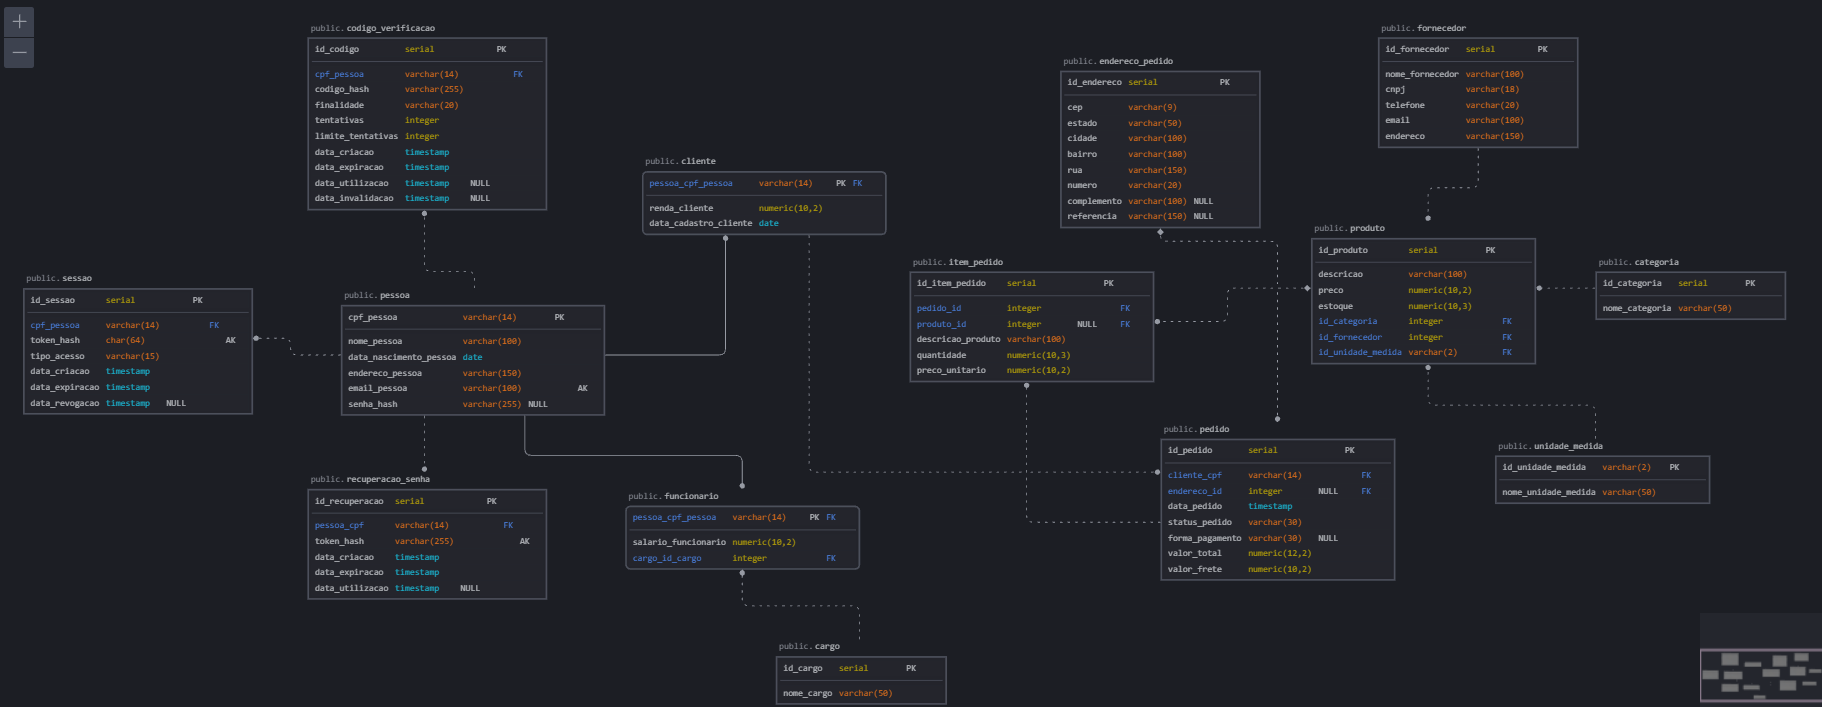 public. codigo_verificacao
id_codigo serial PK
cpf_pessoa varchar(14) FK
codigo_hash varchar(255)
finalidade varchar(20)
tentativas integer
limite_tentativas integer
data_criacao timestamp
data_expiracao timestamp
data_utilizacao timestamp NULL
data_invalidacao timestamp NULL
public. fornecedor
id_fornecedor serial PK
nome_fornecedor varchar(100)
cnpj varchar(18)
telefone varchar(20)
email varchar(100)
endereco varchar(150)
public. endereco_pedido
id_endereco serial PK
cep varchar(9)
estado varchar(50)
cidade varchar(100)
bairro varchar(100)
rua varchar(150)
numero varchar(20)
complemento varchar(100) NULL
referencia varchar(150) NULL
public. cliente
pessoa_cpf_pessoa varchar(14) PK FK
renda_cliente numeric(10,2)
data_cadastro_cliente date
public. produto
id_produto serial PK
descricao varchar(100)
preco numeric(10,2)
estoque numeric(10,3)
id_categoria integer FK
id_fornecedor integer FK
id_unidade_medida varchar(2) FK
public. item_pedido
id_item_pedido serial PK
pedido_id integer FK
produto_id integer NULL FK
descricao_produto varchar(100)
quantidade numeric(10,3)
preco_unitario numeric(10,2)
public. categoria
id_categoria serial PK
nome_categoria varchar(50)
public. sessao
id_sessao serial PK
cpf_pessoa varchar(14) FK
token_hash char(64) AK
tipo_acesso varchar(15)
data_criacao timestamp
data_expiracao timestamp
data_revogacao timestamp NULL
public. pessoa
cpf_pessoa varchar(14) PK
nome_pessoa varchar(100)
data_nascimento_pessoa date
endereco_pessoa varchar(150)
email_pessoa varchar(100) AK
senha_hash varchar(255) NULL
public. pedido
id_pedido serial PK
cliente_cpf varchar(14) FK
endereco_id integer NULL FK
data_pedido timestamp
status_pedido varchar(30)
forma_pagamento varchar(30) NULL
valor_total numeric(12,2)
valor_frete numeric(10,2)
public. unidade_medida
id_unidade_medida varchar(2) PK
nome_unidade_medida varchar(50)
public. recuperacao_senha
id_recuperacao serial PK
pessoa_cpf varchar(14) FK
token_hash varchar(255) AK
data_criacao timestamp
data_expiracao timestamp
data_utilizacao timestamp NULL
public. funcionario
pessoa_cpf_pessoa varchar(14) PK FK
salario_funcionario numeric(10,2)
cargo_id_cargo integer FK
public. cargo
id_cargo serial PK
nome_cargo varchar(50)